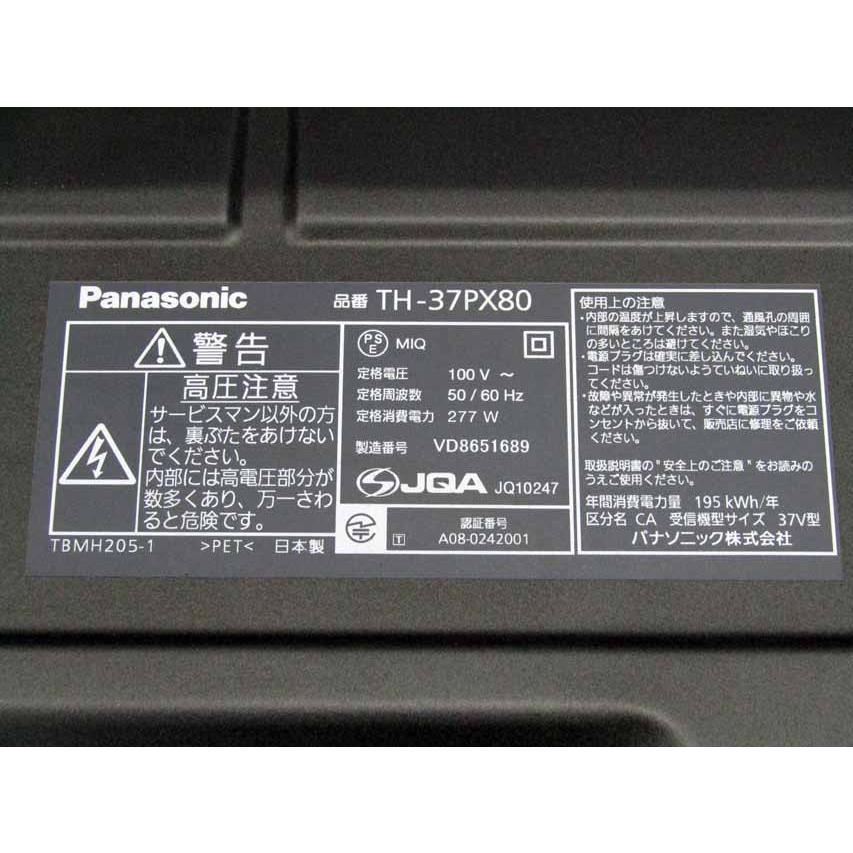 Panasonic
品番 TH-37PX80
警告
高圧注意
サービスマン以外の方
は、裏ぶたをあけない
でください。
内部には高電圧部分が
数多くあり、万一さわ
ると危険です。
TBMH205-1 >PET< 日本製
PS
E MIQ
定格電圧 100 V ～
定格周波数 50 / 60 Hz
定格消費電力 277 W
製造番号 VD8651689
JQA JQ10247
認証番号
T A08-0242001
使用上の注意
・内部の温度が上昇しますので、通風孔の周囲
に間隔をあけてください。また湿気やほこり
の多いところは避けてください。
・電源プラグは確実に差し込んでください。
コードは傷つけないようていねいに取り扱っ
てください。
・故障や異常が発生したときや内部に異物や水
などが入ったときは、すぐに電源プラグをコ
ンセントから抜いて、販売店に修理をご依頼
ください。
取扱説明書の"安全上のご注意"をお読みの
うえご使用ください。
年間消費電力量 195 kWh/年
区分名 CA 受信機型サイズ 37V型
パナソニック株式会社